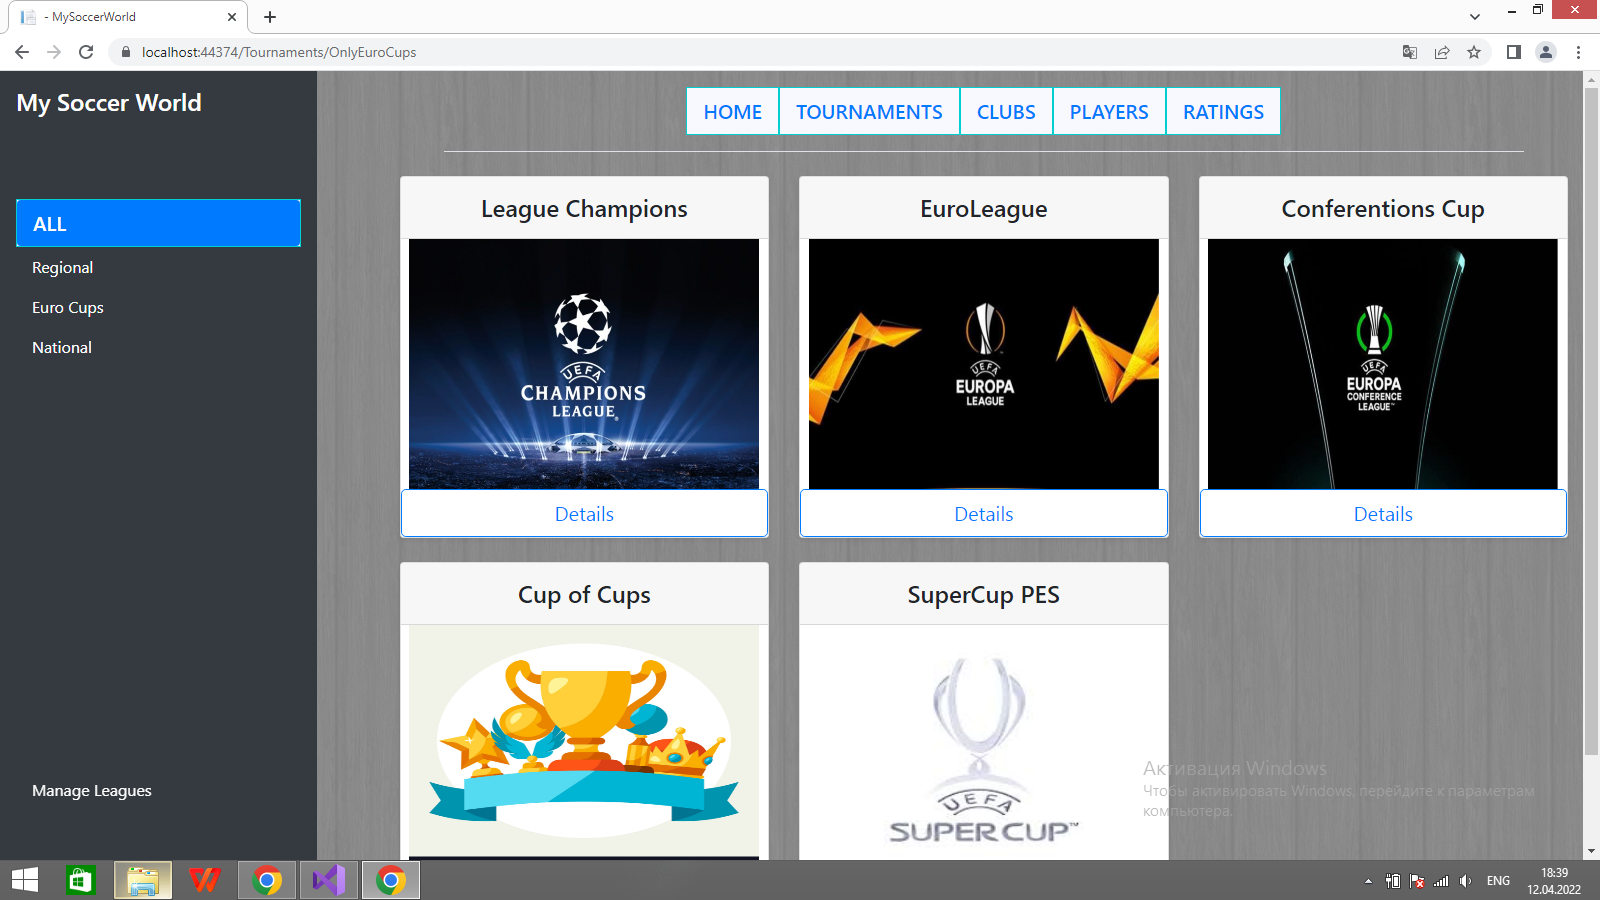 - MySoccerWorld
localhost:44374/Tournaments/OnlyEuroCups
My Soccer World
HOME
TOURNAMENTS
CLUBS
PLAYERS
RATINGS
ALL
Regional
Euro Cups
National
Manage Leagues
League Champions
UEFA
CHAMPIONS
LEAGUE
Details
EuroLeague
UEFA
EUROPA
LEAGUE
Details
Conferentions Cup
UEFA
EUROPA
CONFERENCE
LEAGUE™
Details
Cup of Cups
SuperCup PES
UEFA
SUPERCUP™
Активация Windows
Чтобы активировать Windows, перейдите к параметрам
компьютера.
ENG
18:39
12.04.2022